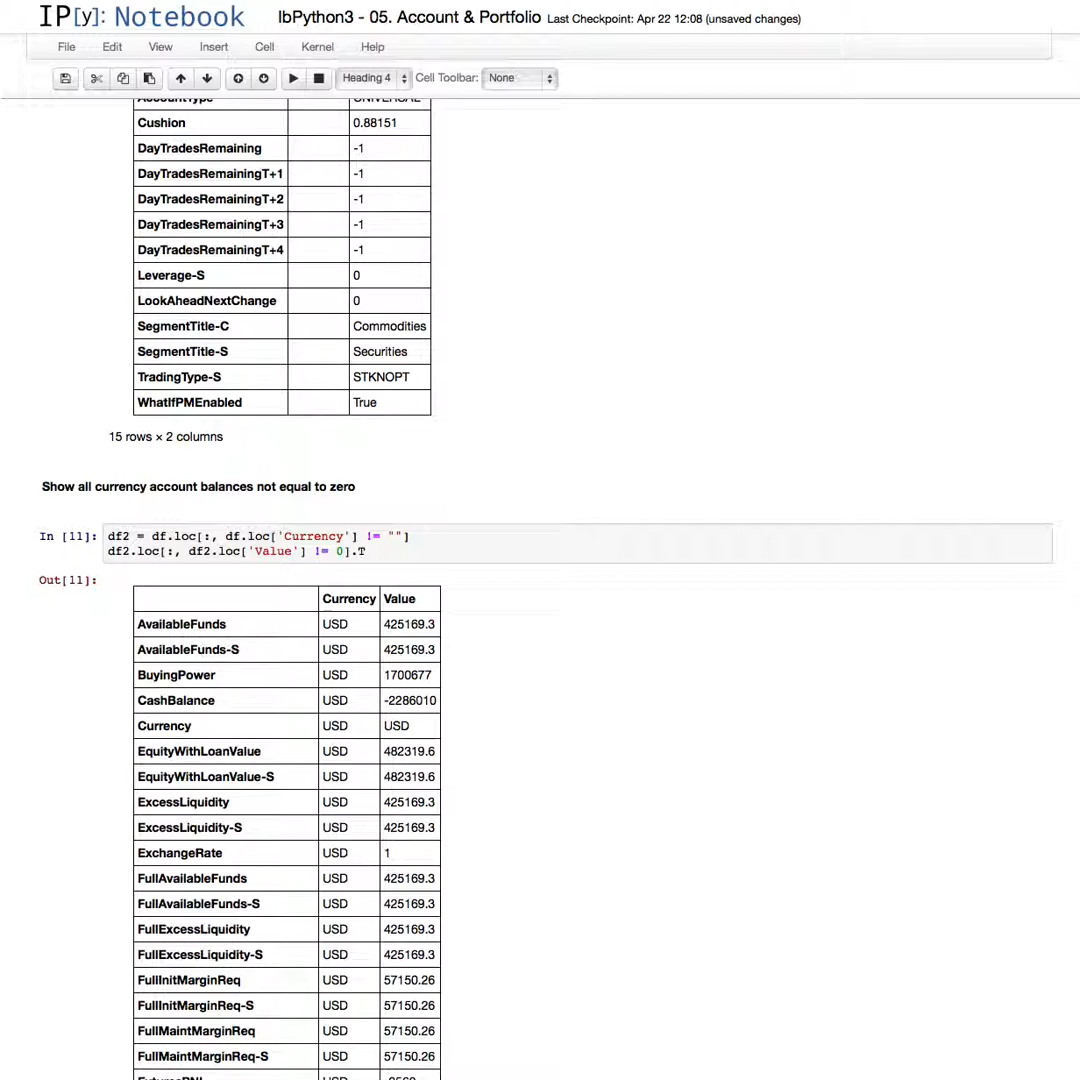 IP[y]: Notebook IbPython3 - 05. Account & Portfolio Last Checkpoint: Apr 22 12:08 (unsaved changes)
File Edit View Insert Cell Kernel Help
Heading 4 Cell Toolbar: None
AccountType UNIVERSAL
Cushion 0.88151
DayTradesRemaining -1
DayTradesRemainingT+1 -1
DayTradesRemainingT+2 -1
DayTradesRemainingT+3 -1
DayTradesRemainingT+4 -1
Leverage-S 0
LookAheadNextChange 0
SegmentTitle-C Commodities
SegmentTitle-S Securities
TradingType-S STKNOPT
WhatIfPMEnabled True
15 rows × 2 columns
Show all currency account balances not equal to zero
In [11]: df2 = df.loc[:, df.loc['Currency'] != ""]
df2.loc[:, df2.loc['Value'] != 0].T
Out[11]:
Currency Value
AvailableFunds USD 425169.3
AvailableFunds-S USD 425169.3
BuyingPower USD 1700677
CashBalance USD -2286010
Currency USD USD
EquityWithLoanValue USD 482319.6
EquityWithLoanValue-S USD 482319.6
ExcessLiquidity USD 425169.3
ExcessLiquidity-S USD 425169.3
ExchangeRate USD 1
FullAvailableFunds USD 425169.3
FullAvailableFunds-S USD 425169.3
FullExcessLiquidity USD 425169.3
FullExcessLiquidity-S USD 425169.3
FullInitMarginReq USD 57150.26
FullInitMarginReq-S USD 57150.26
FullMaintMarginReq USD 57150.26
FullMaintMarginReq-S USD 57150.26
USD